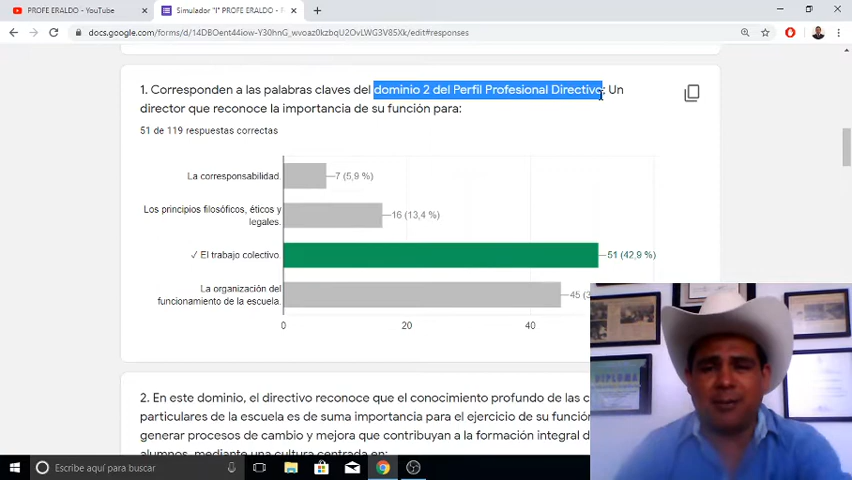 PROFE ERALDO - YouTube
Simulador "I" PROFE ERALDO - F
docs.google.com/forms/d/14DBOent44iow-Y30hnG_wvoaz0kzbqU2OvLWG3V85Xk/edit#responses
1. Corresponden a las palabras claves del dominio 2 del Perfil Profesional Directivo: Un
director que reconoce la importancia de su función para:
51 de 119 respuestas correctas
La corresponsabilidad.
7 (5,9 %)
Los principios filosóficos, éticos y
legales.
16 (13,4 %)
✓ El trabajo colectivo.
51 (42,9 %)
La organización del
funcionamiento de la escuela.
45 (3
0
20
40
2. En este dominio, el directivo reconoce que el conocimiento profundo de las c
particulares de la escuela es de suma importancia para el ejercicio de su función
generar procesos de cambio y mejora que contribuyan a la formación integral d
alumnos, mediante una cultura centrada en:
DIPLOMA
Escribe aquí para buscar